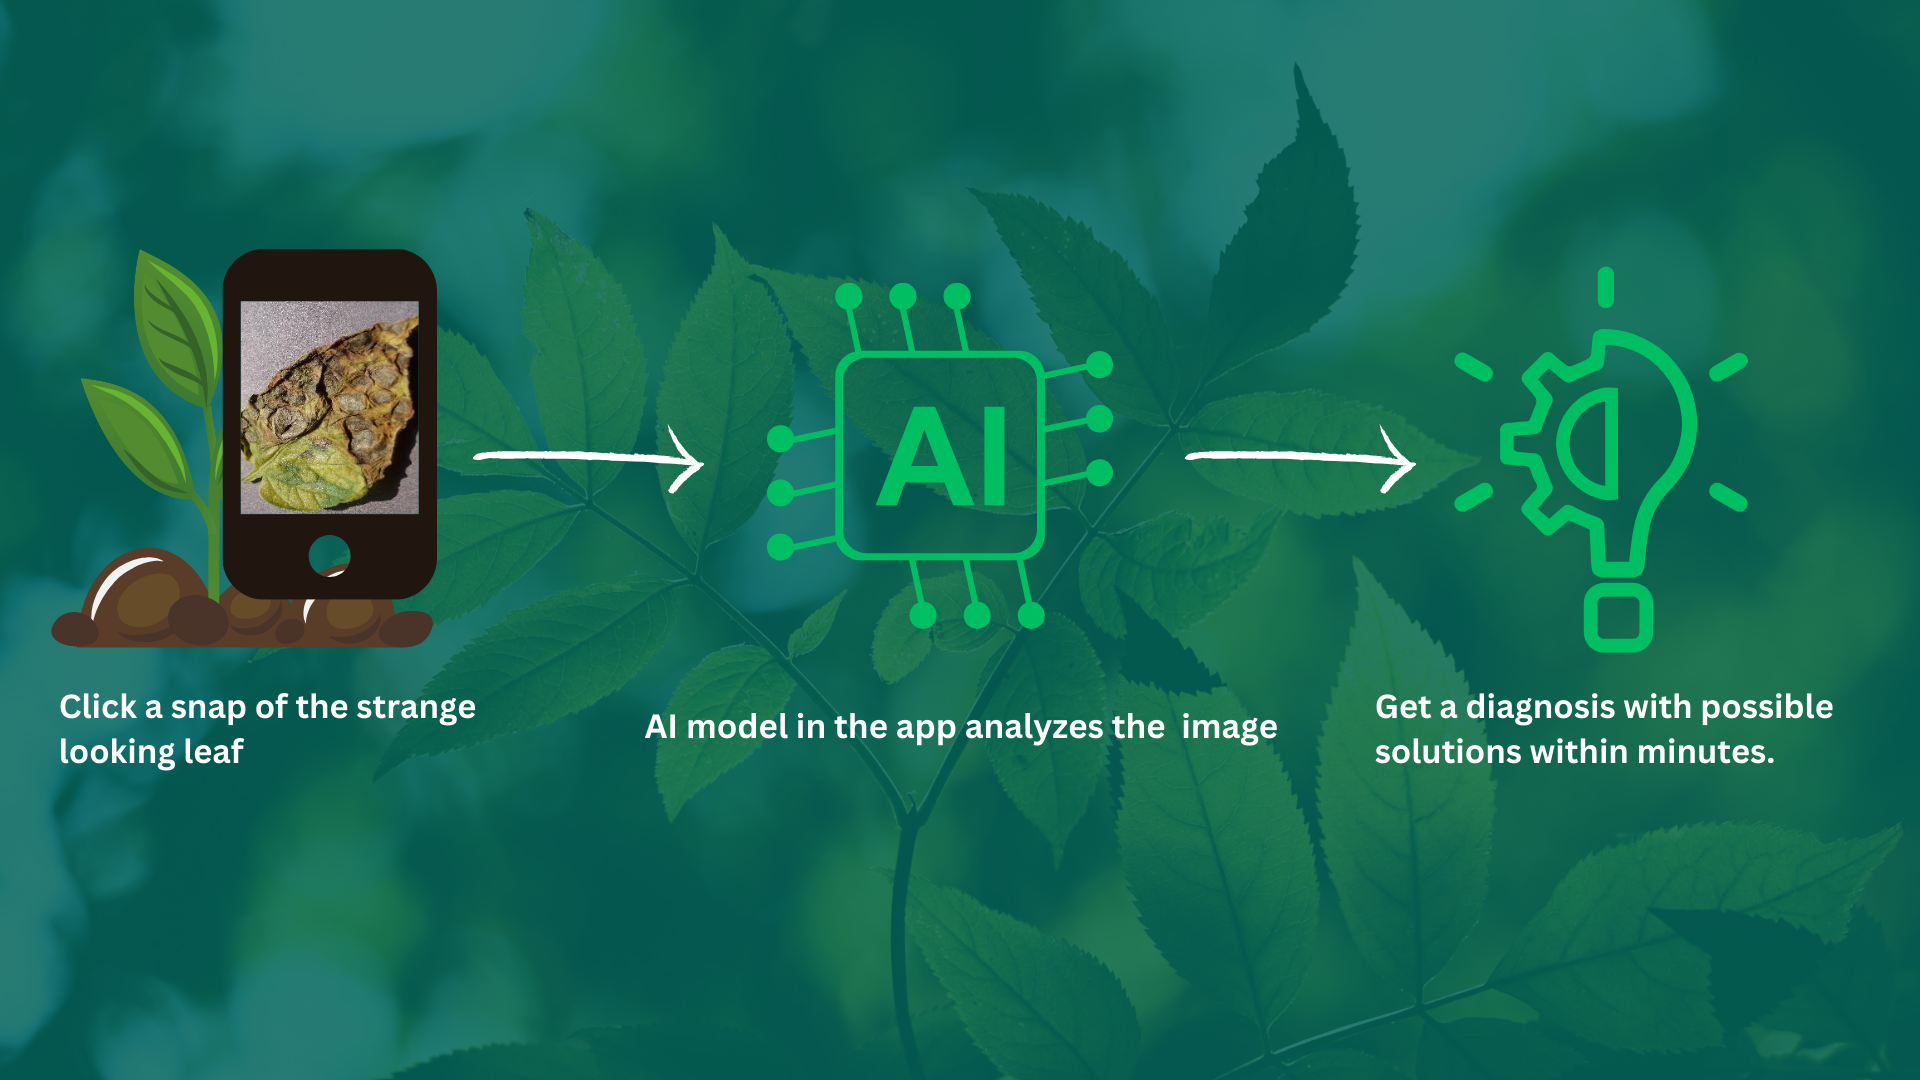 AI
Click a snap of the strange
looking leaf
AI model in the app analyzes the  image
Get a diagnosis with possible
solutions within minutes.